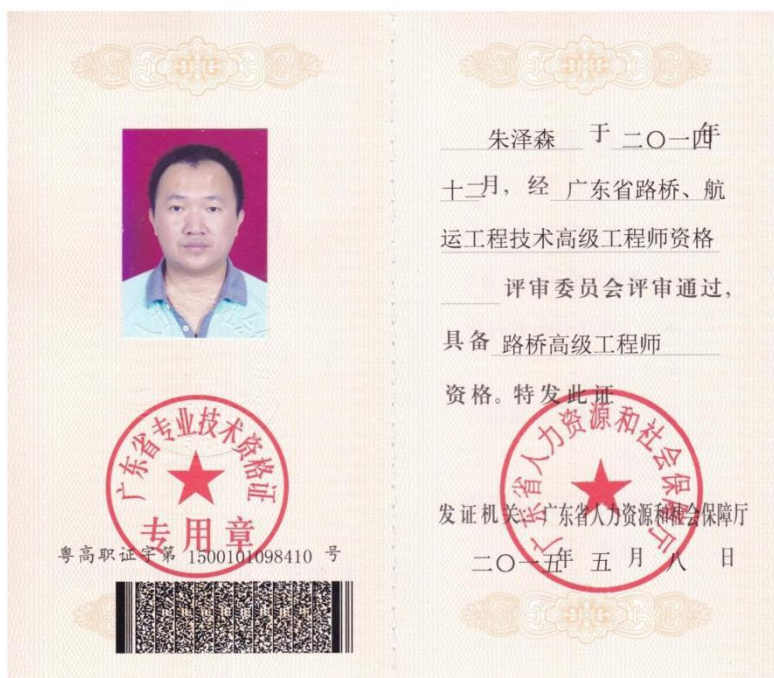 广东省专业技术资格证
专用章
粤高职证字第 1500101098410 号
朱泽森 于 二〇一四年
十二月，经 广东省路桥、航
运工程技术高级工程师资格
评审委员会评审通过，
具备 路桥高级工程师
资格。特发此证
广东省人力资源和社会保障厅
发证机关：广东省人力资源和社会保障厅
二〇一五年 五 月 八 日